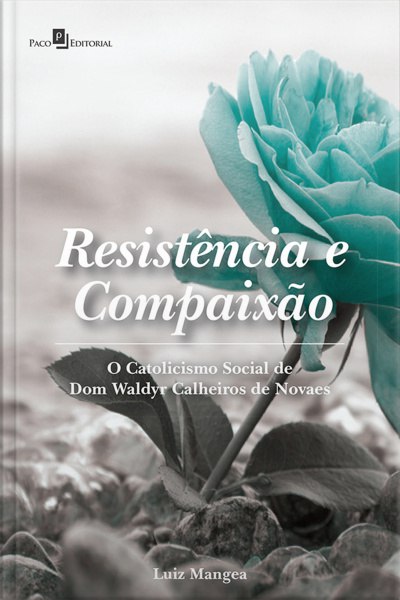 PACO EDITORIAL
Resistência e
Compaixão
O Catolicismo Social de
Dom Waldyr Calheiros de Novaes
Luiz Mangea